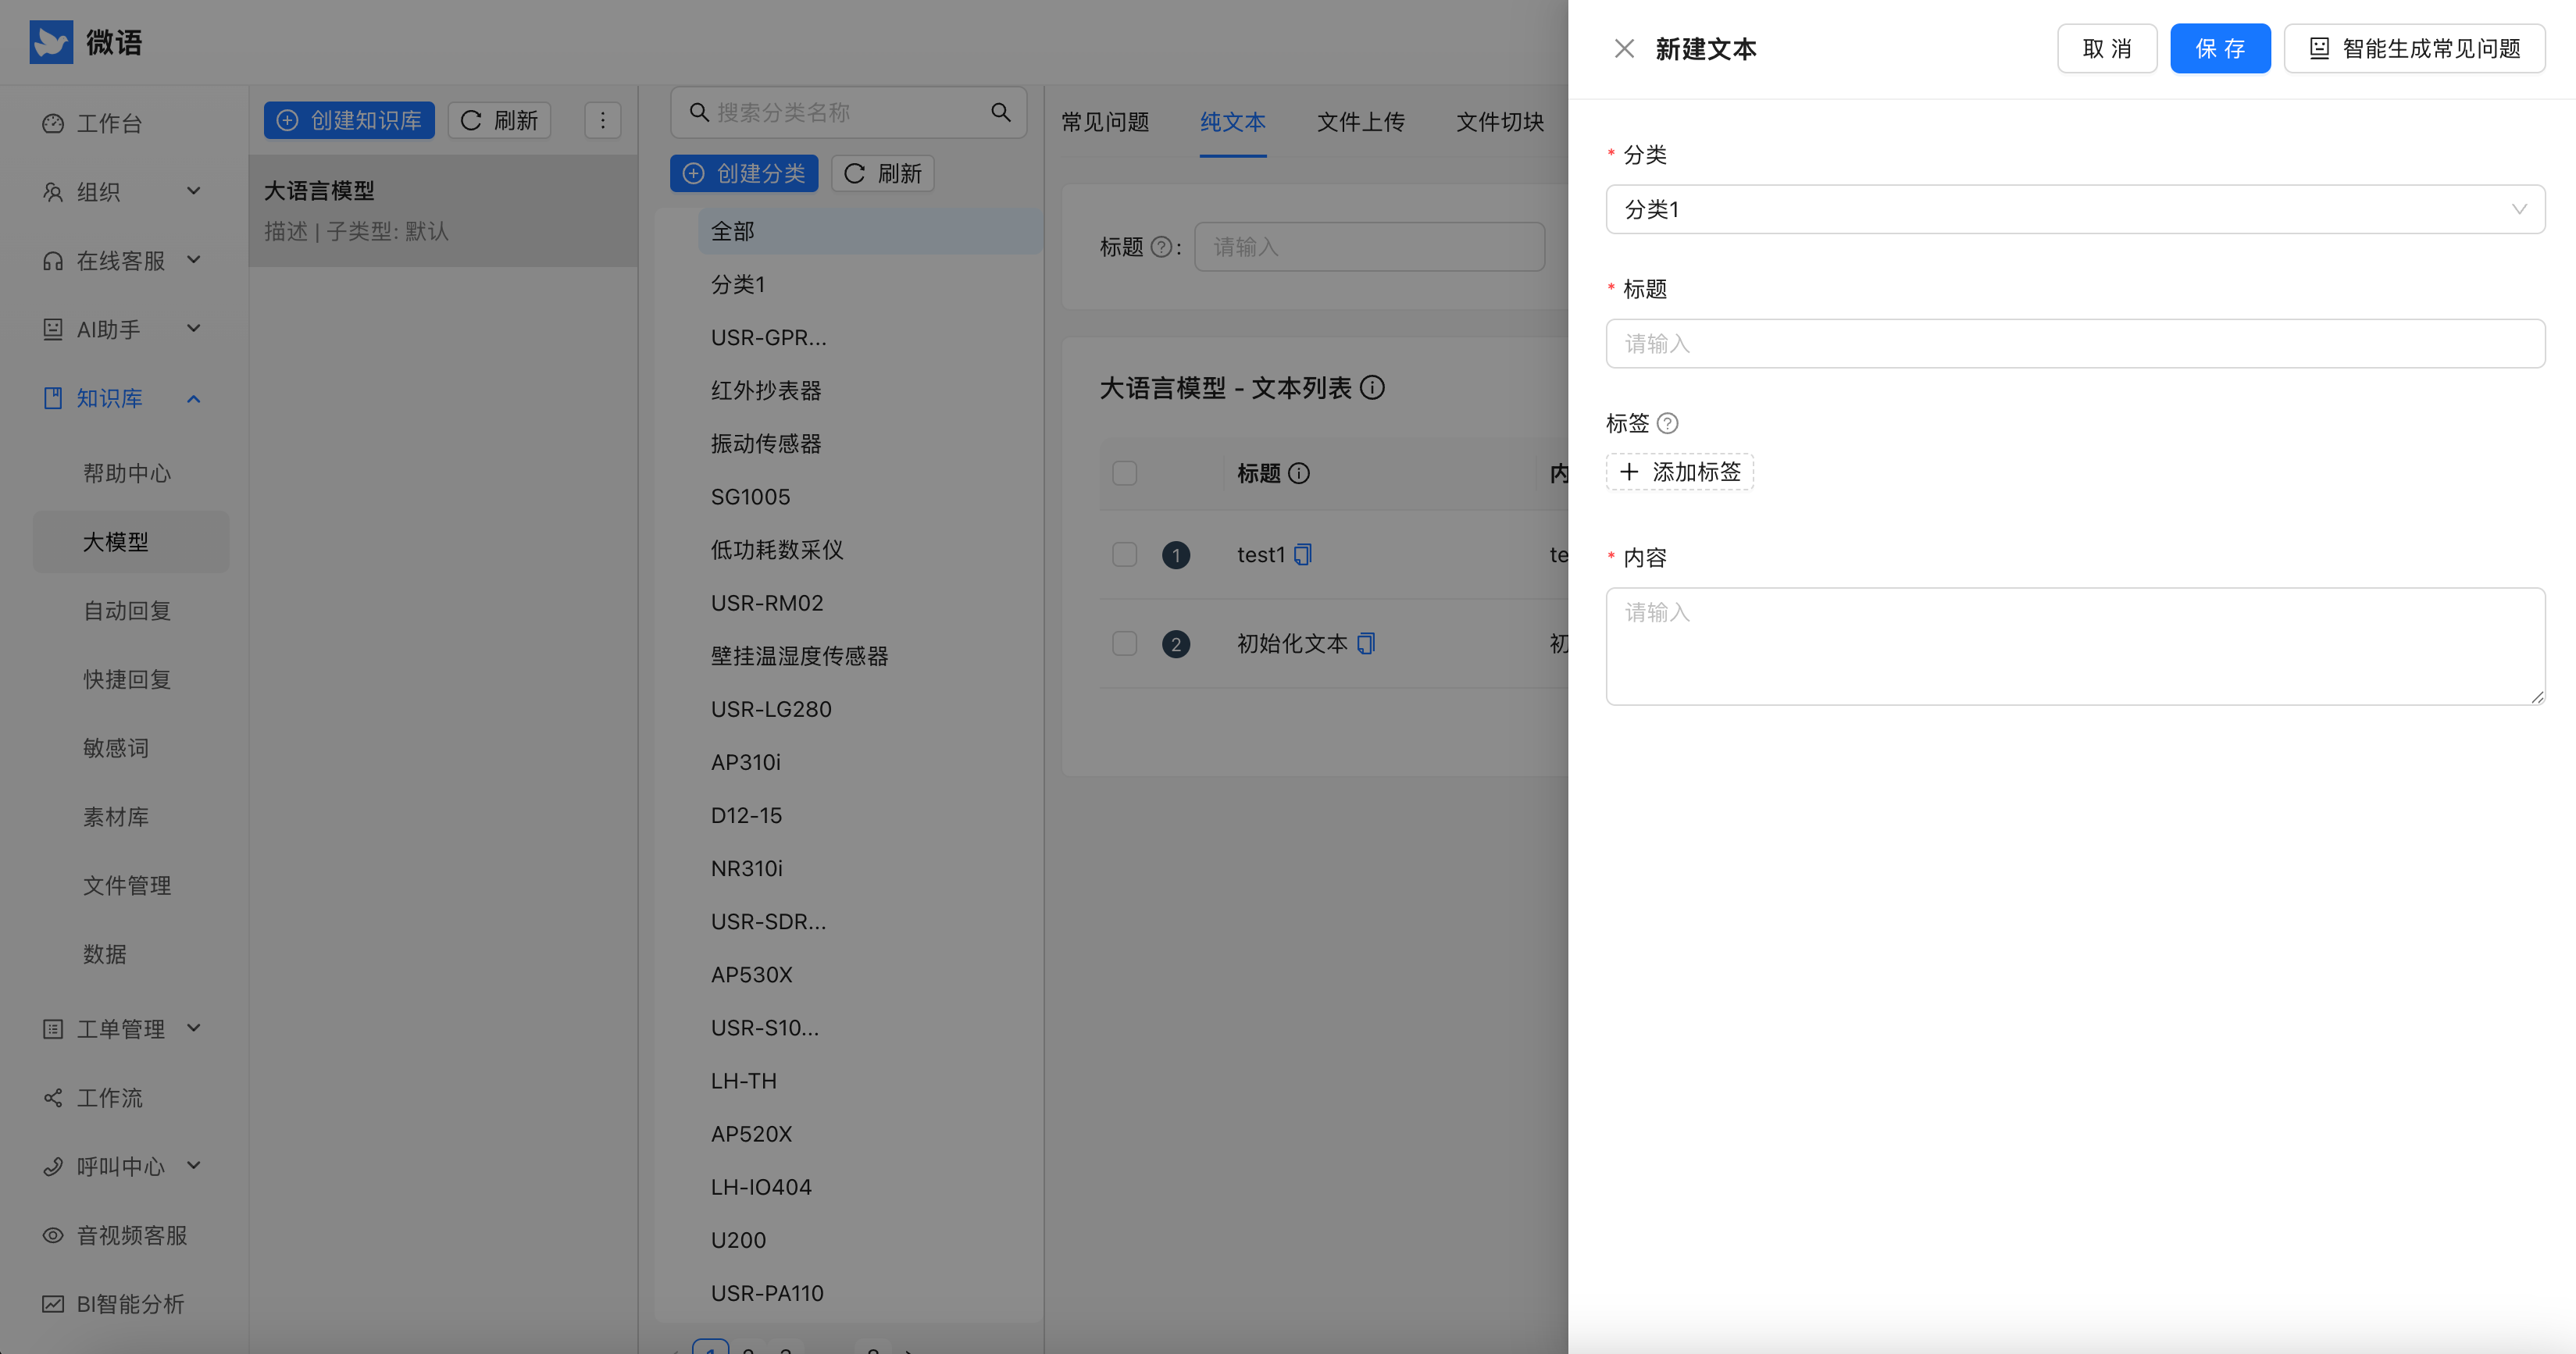 微语
工作台
组织
在线客服
AI助手
知识库
帮助中心
大模型
自动回复
快捷回复
敏感词
素材库
文件管理
数据
工单管理
工作流
呼叫中心
音视频客服
BI智能分析
创建知识库
刷新
大语言模型
描述 | 子类型: 默认
搜索分类名称
创建分类
刷新
全部
分类1
USR-GPR...
红外抄表器
振动传感器
SG1005
低功耗数采仪
USR-RM02
壁挂温湿度传感器
USR-LG280
AP310i
D12-15
NR310i
USR-SDR...
AP530X
USR-S10...
LH-TH
AP520X
LH-IO404
U200
USR-PA110
常见问题 纯文本 文件上传 文件切块
标题 : 请输入
大语言模型 - 文本列表
标题 内
1 test1 te
2 初始化文本 初
新建文本
取 消
保 存
智能生成常见问题
* 分类
分类1
* 标题
请输入
标签
添加标签
* 内容
请输入